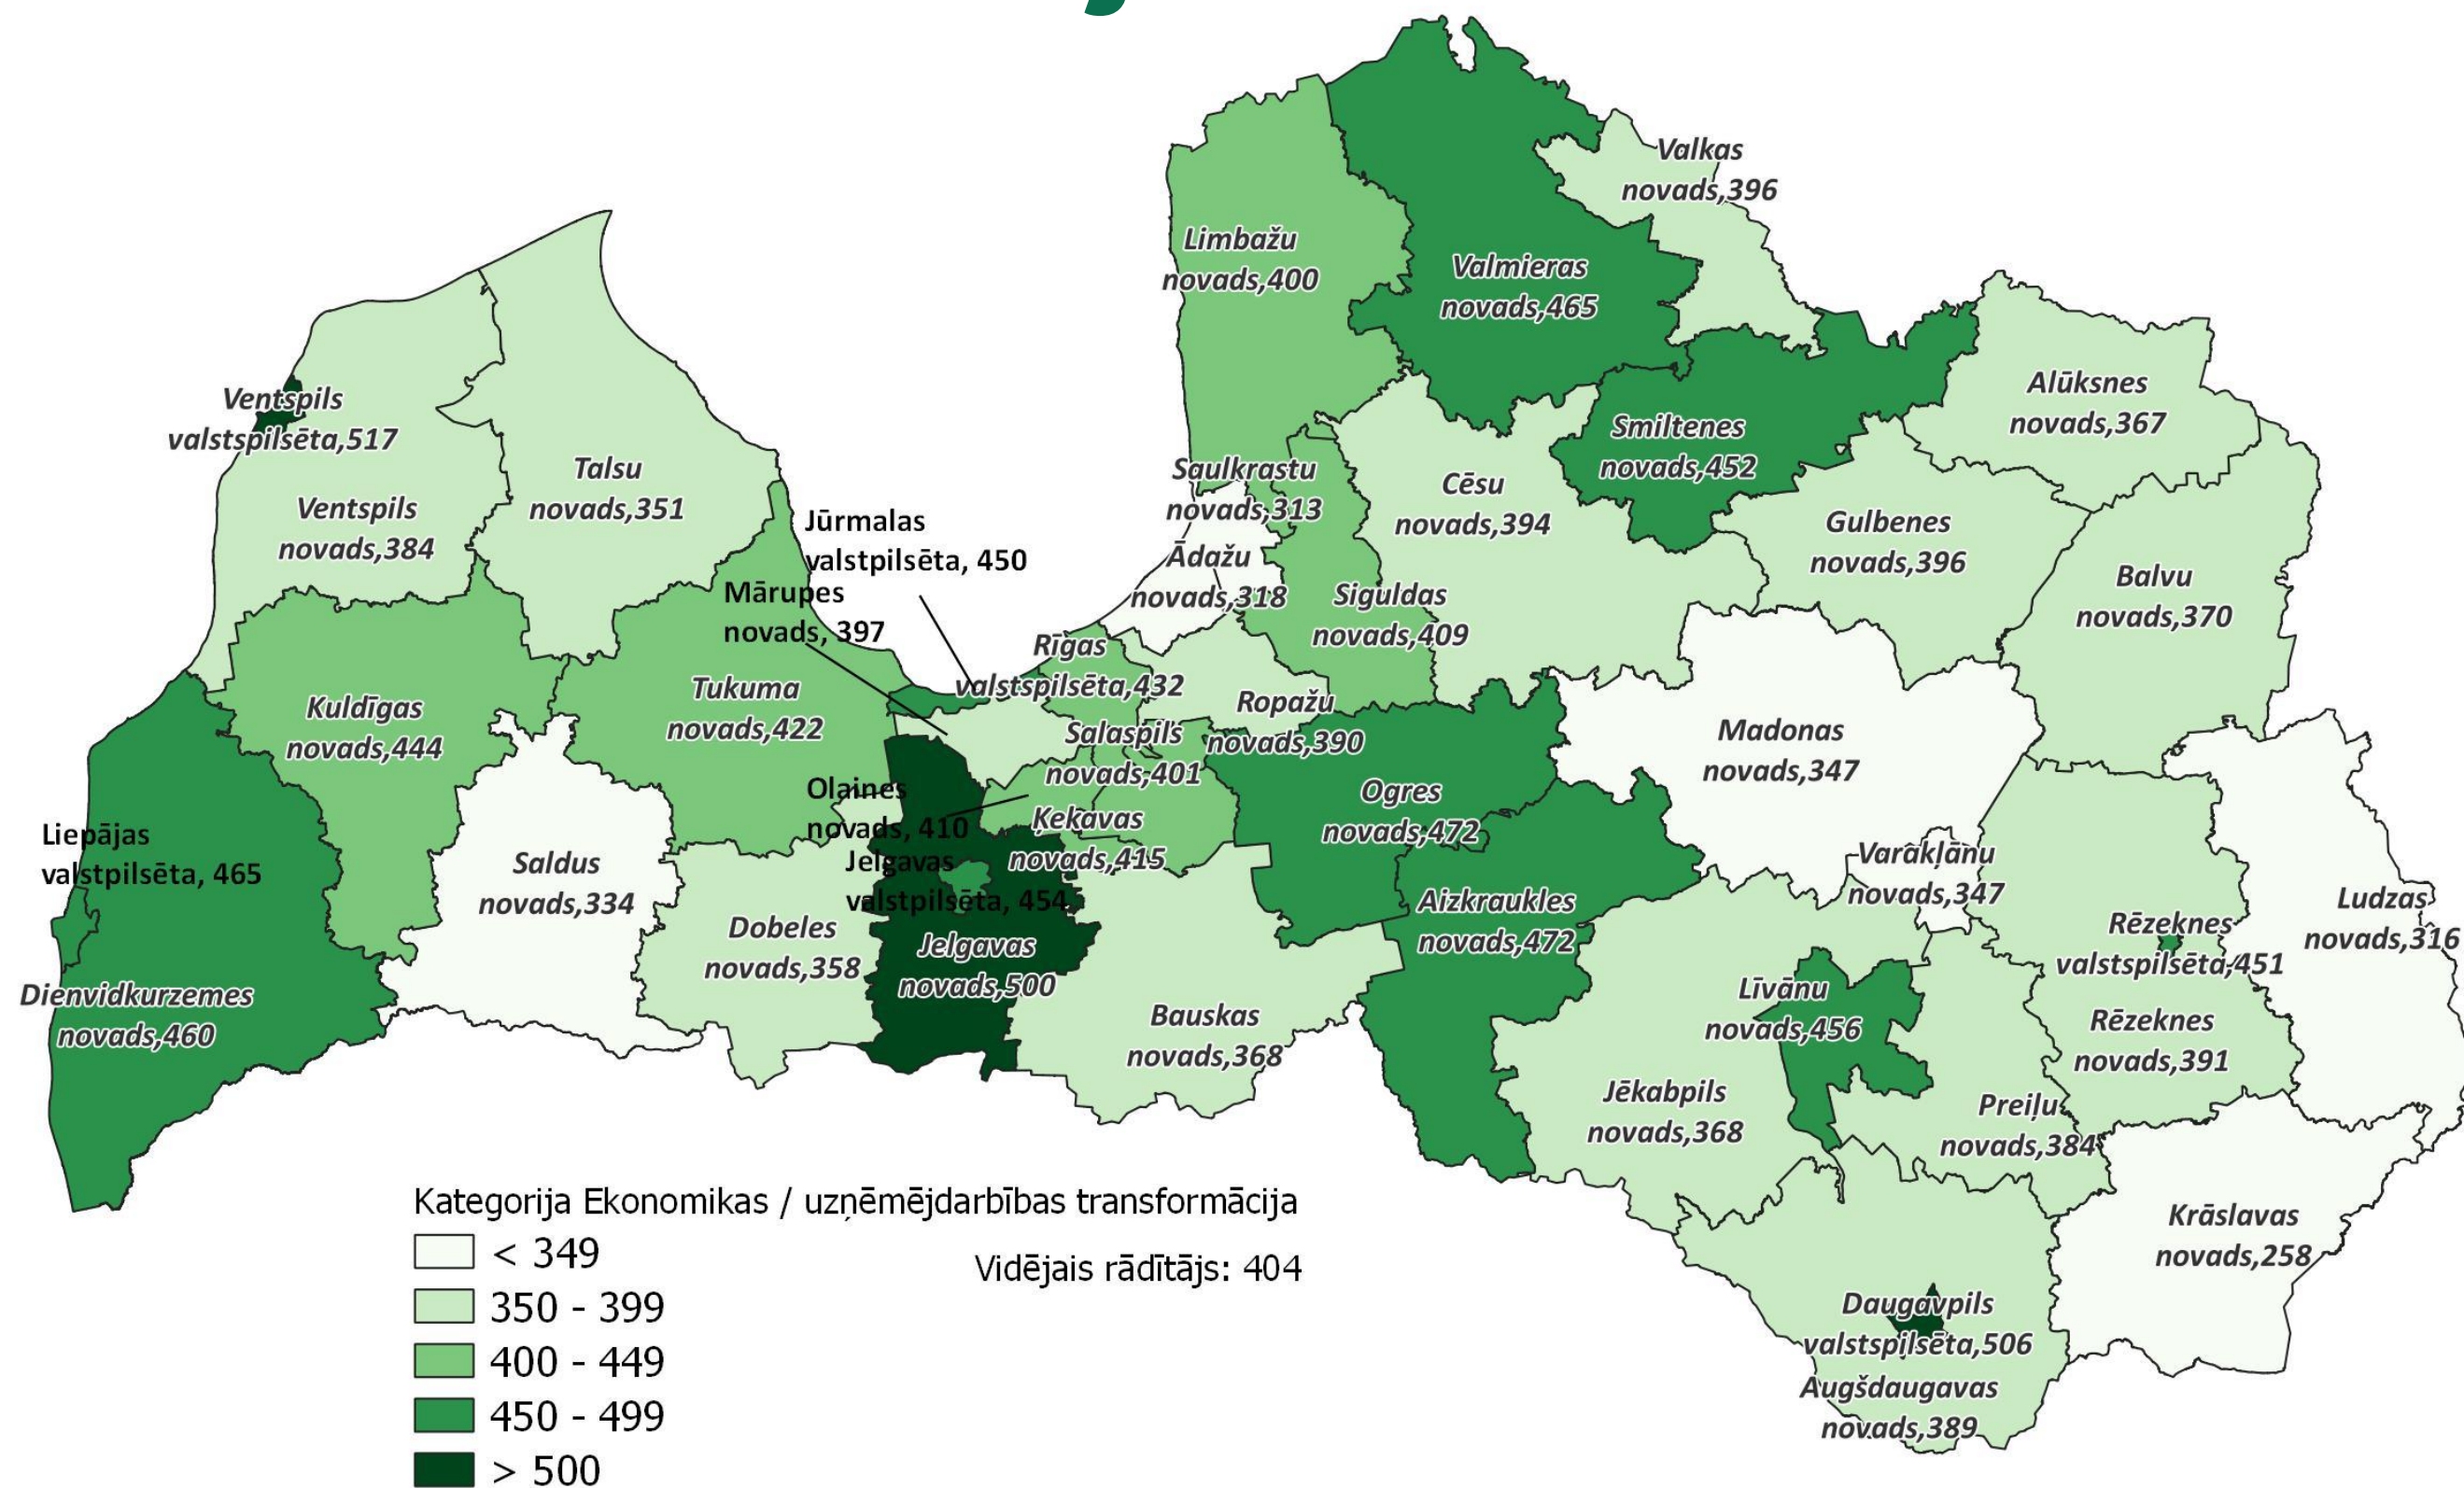 Valkas
novads,396
Limbažu
novads,400
Valmieras
novads,465
Ventspils
valstspilsēta,517
Alūksnes
novads,367
Smiltenes
novads,452
Talsu
novads,351
Saulkrastu
novads,313
Cēsu
novads,394
Ventspils
novads,384
Jūrmalas
valstpilsēta, 450
Gulbenes
novads,396
Ādažu
novads,318
Balvu
novads,370
Mārupes
novads, 397
Siguldas
novads,409
Rīgas
valstspilsēta,432
Kuldīgas
novads,444
Tukuma
novads,422
Ropažu
novads,390
Salaspils
novads,401
Madonas
novads,347
Olaines
novads, 410
Ogres
novads,472
Ķekavas
novads,415
Liepājas
valstpilsēta, 465
Saldus
novads,334
Jelgavas
valstpilsēta, 454
Varakļānu
novads,347
Aizkraukles
novads,472
Ludzas
novads,316
Dobeles
novads,358
Jelgavas
novads,500
Rēzeknes
valstspilsēta,451
Dienvidkurzemes
novads,460
Līvānu
novads,456
Bauskas
novads,368
Rēzeknes
novads,391
Jēkabpils
novads,368
Preiļu
novads,384
Krāslavas
novads,258
Daugavpils
valstspilsēta,506
Augšdaugavas
novads,389
Kategorija Ekonomikas / uzņēmējdarbības transformācija
< 349
Vidējais rādītājs: 404
350 - 399
400 - 449
450 - 499
> 500